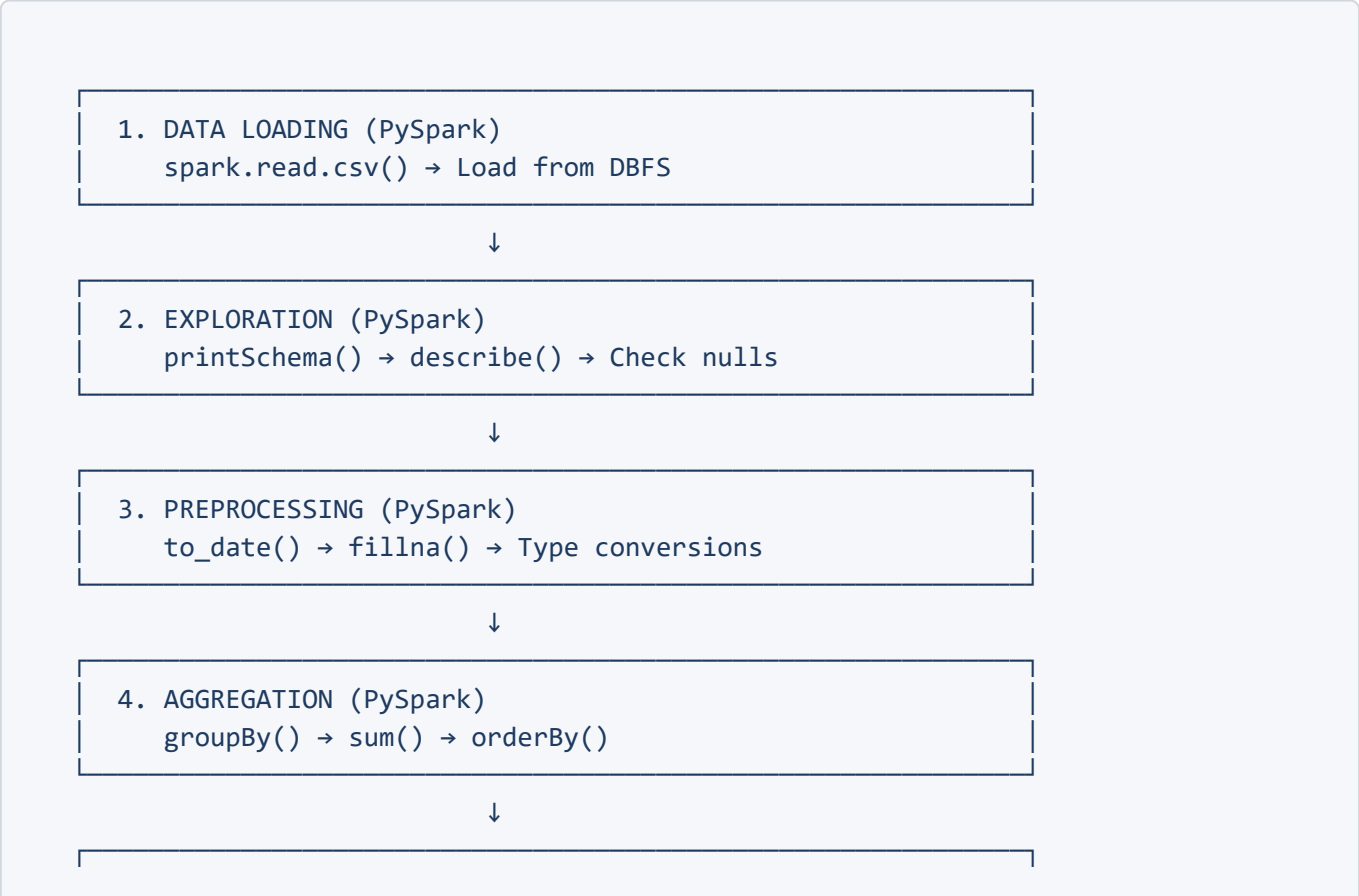 1. DATA LOADING (PySpark)
spark.read.csv() → Load from DBFS
↓
2. EXPLORATION (PySpark)
printSchema() → describe() → Check nulls
↓
3. PREPROCESSING (PySpark)
to_date() → fillna() → Type conversions
↓
4. AGGREGATION (PySpark)
groupBy() → sum() → orderBy()
↓